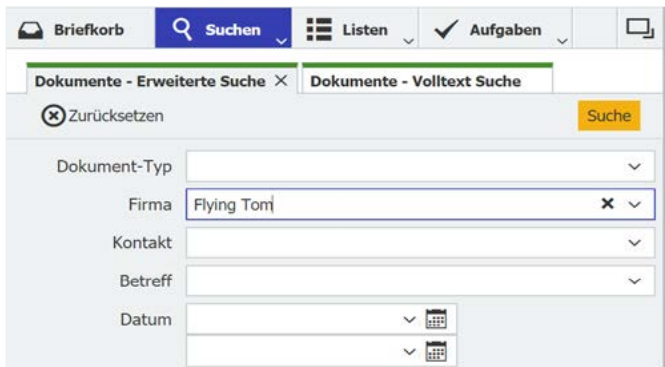 Briefkorb Suchen Listen Aufgaben
Dokumente - Erweiterte Suche Dokumente - Volltext Suche
Zurücksetzen Suche
Dokument-Typ
Firma Flying Tom
Kontakt
Betreff
Datum